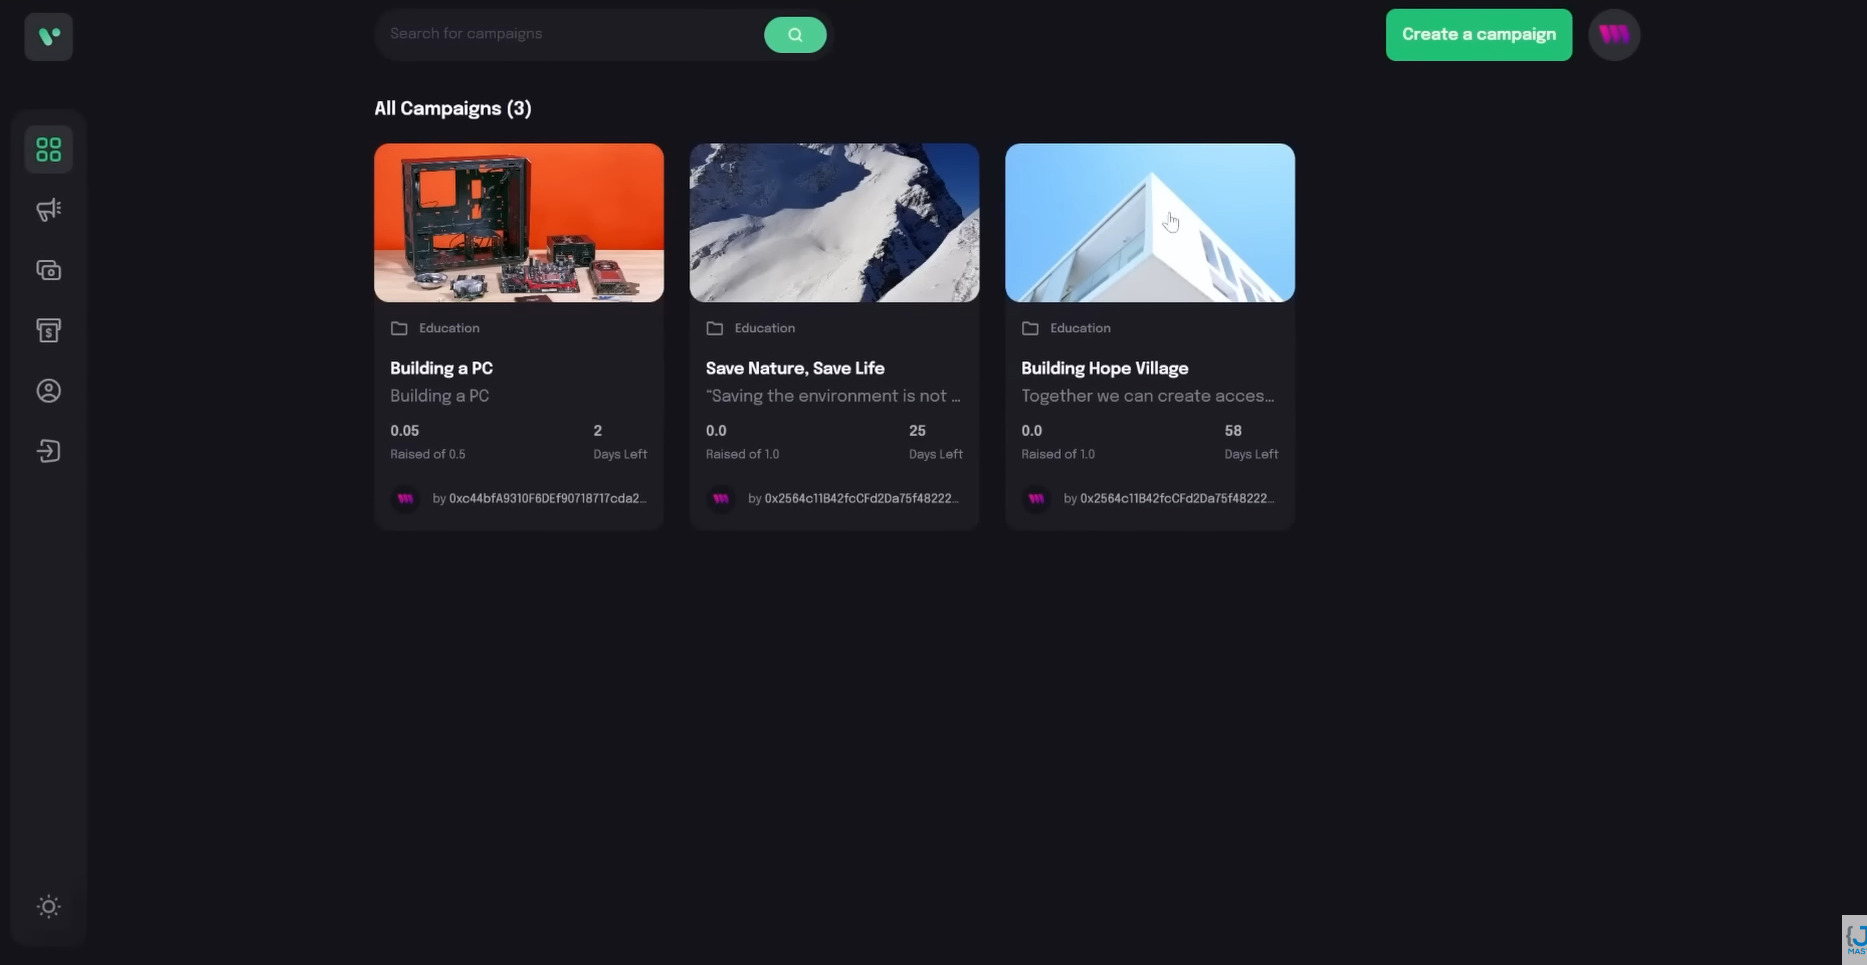 Search for campaigns
Create a campaign
All Campaigns (3)
Education
Building a PC
Building a PC
0.05
2
Raised of 0.5
Days Left
by 0xc44bfA9310F6DEf90718717cda2...
Education
Save Nature, Save Life
“Saving the environment is not ...
0.0
25
Raised of 1.0
Days Left
by 0x2564c11B42fcCFd2Da75f48222...
Education
Building Hope Village
Together we can create acces...
0.0
58
Raised of 1.0
Days Left
by 0x2564c11B42fcCFd2Da75f48222...
$
{J
MAS